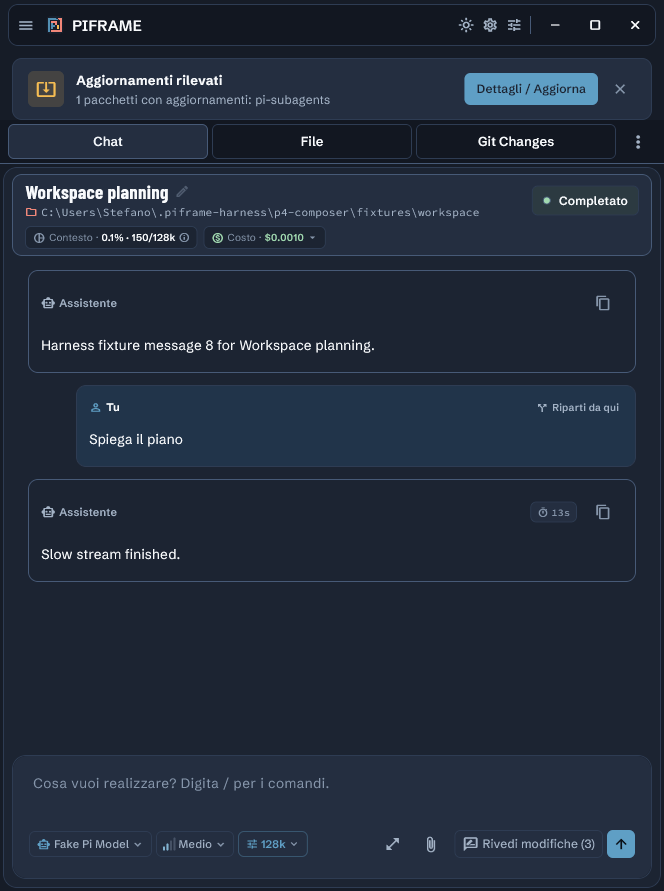 PIFRAME
Aggiornamenti rilevati
1 pacchetti con aggiornamenti: pi-subagents
Dettagli / Aggiorna
Chat
File
Git Changes
Workspace planning
C:\Users\Stefano\.piframe-harness\p4-composer\fixtures\workspace
Completato
Contesto · 0.1% · 150/128k
Costo · $0.0010
Assistente
Harness fixture message 8 for Workspace planning.
Tu
Riparti da qui
Spiega il piano
Assistente
13s
Slow stream finished.
Cosa vuoi realizzare? Digita / per i comandi.
Fake Pi Model
Medio
128k
Rivedi modifiche (3)